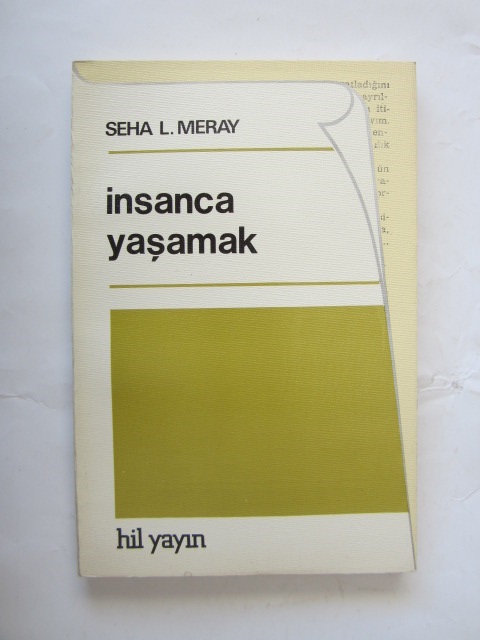 SEHA L. MERAY
insanca
yaşamak
hil yayın